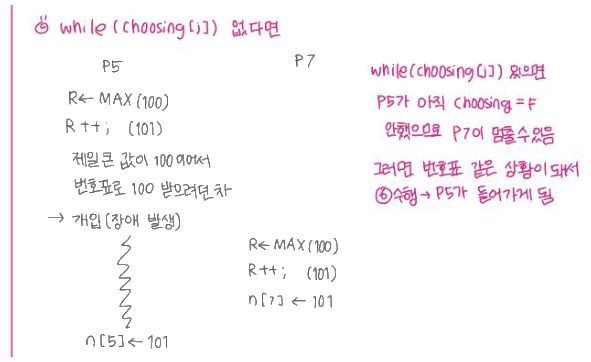 ⑤ while (choosing[j]) 없다면
P5
P7
R← MAX (100)
R++; (101)
제일 큰 값이 100이어서
번호표로 100 받으려던 차
→ 개입 (장애 발생)
n[5] ← 101
R← MAX (100)
R++; (101)
n[7] ← 101
while(choosing[j]) 있으면
P5가 아직 choosing = F
안했으므로 P7이 멈출 수 있음
그러면 번호표 같은 상황이 돼서
⑥수행 → P5가 들어가게 됨